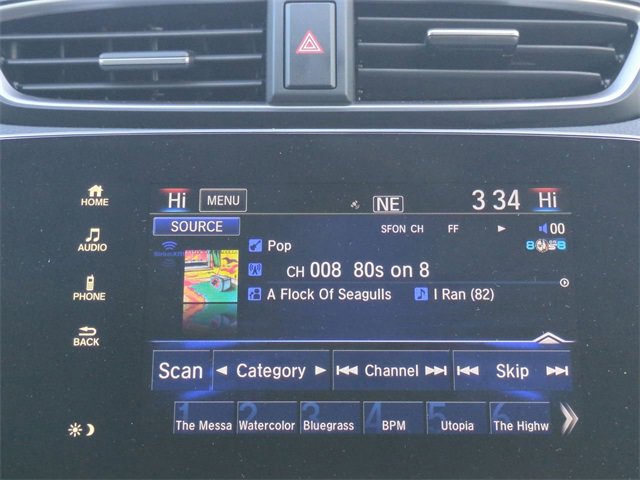 Hi MENU NE 3 34 Hi
HOME
SOURCE SFON CH FF 00
AUDIO
SiriusXM Pop
CH 008 80s on 8
PHONE
A Flock Of Seagulls I Ran (82)
BACK
Scan Category Channel Skip
1 2 3 4 5 6
The Messa Watercolor Bluegrass BPM Utopia The Highw